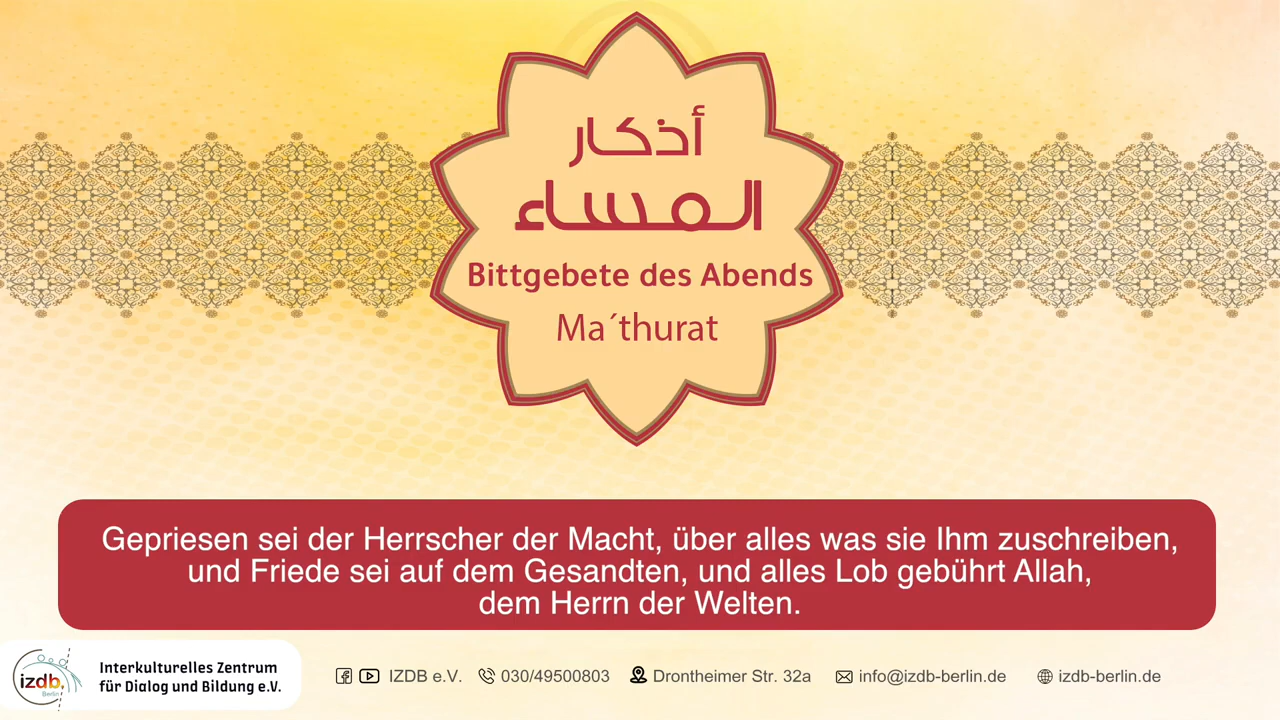 أذكار
المساء
Bittgebete des Abends
Ma´thurat
Gepriesen sei der Herrscher der Macht, über alles was sie Ihm zuschreiben,
und Friede sei auf dem Gesandten, und alles Lob gebührt Allah,
dem Herrn der Welten.
izdb.
Berlin
Interkulturelles Zentrum
für Dialog und Bildung e.V.
IZDB e.V. 030/49500803 Drontheimer Str. 32a info@izdb-berlin.de izdb-berlin.de